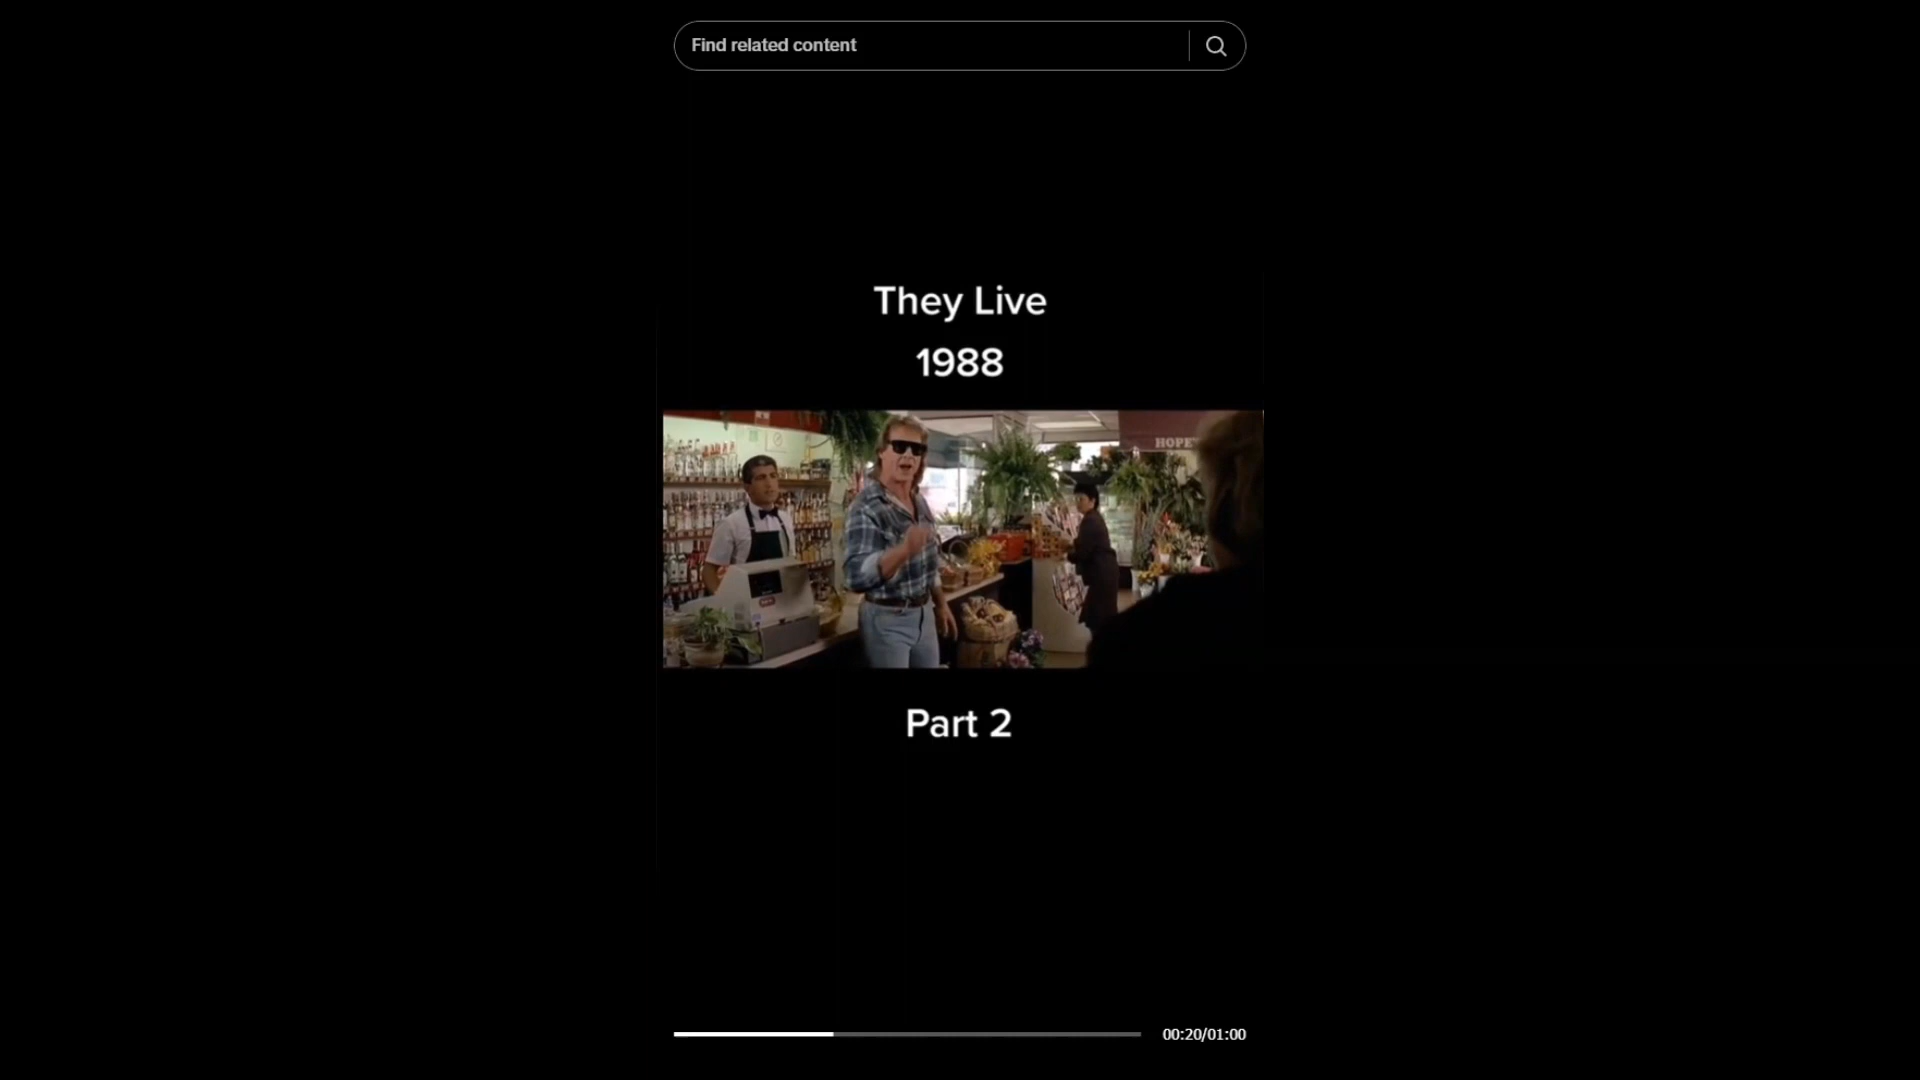 Find related content
They Live
1988
HOPE'
Part 2
00:20/01:00